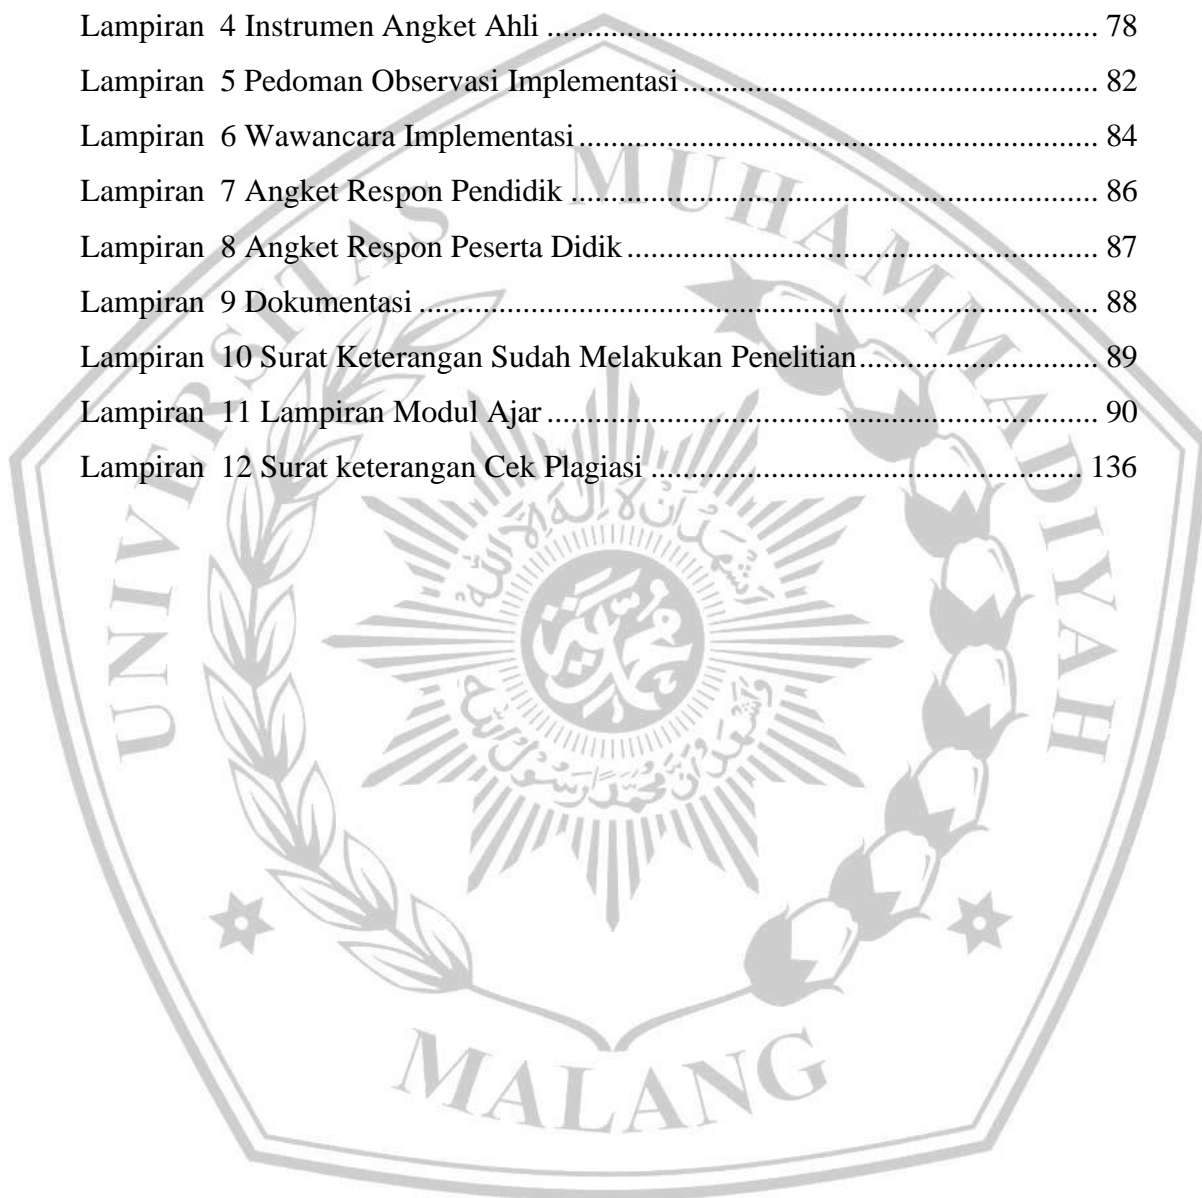 Lampiran 4 Instrumen Angket Ahli ........................................................................ 78
Lampiran 5 Pedoman Observasi Implementasi ...................................................... 82
Lampiran 6 Wawancara Implementasi .................................................................... 84
Lampiran 7 Angket Respon Pendidik ..................................................................... 86
Lampiran 8 Angket Respon Peserta Didik .............................................................. 87
Lampiran 9 Dokumentasi ......................................................................................... 88
Lampiran 10 Surat Keterangan Sudah Melakukan Penelitian ............................... 89
Lampiran 11 Lampiran Modul Ajar ........................................................................ 90
Lampiran 12 Surat keterangan Cek Plagiasi ........................................................ 136
UNIVERSITAS MUHAMMADIYAH
MALANG